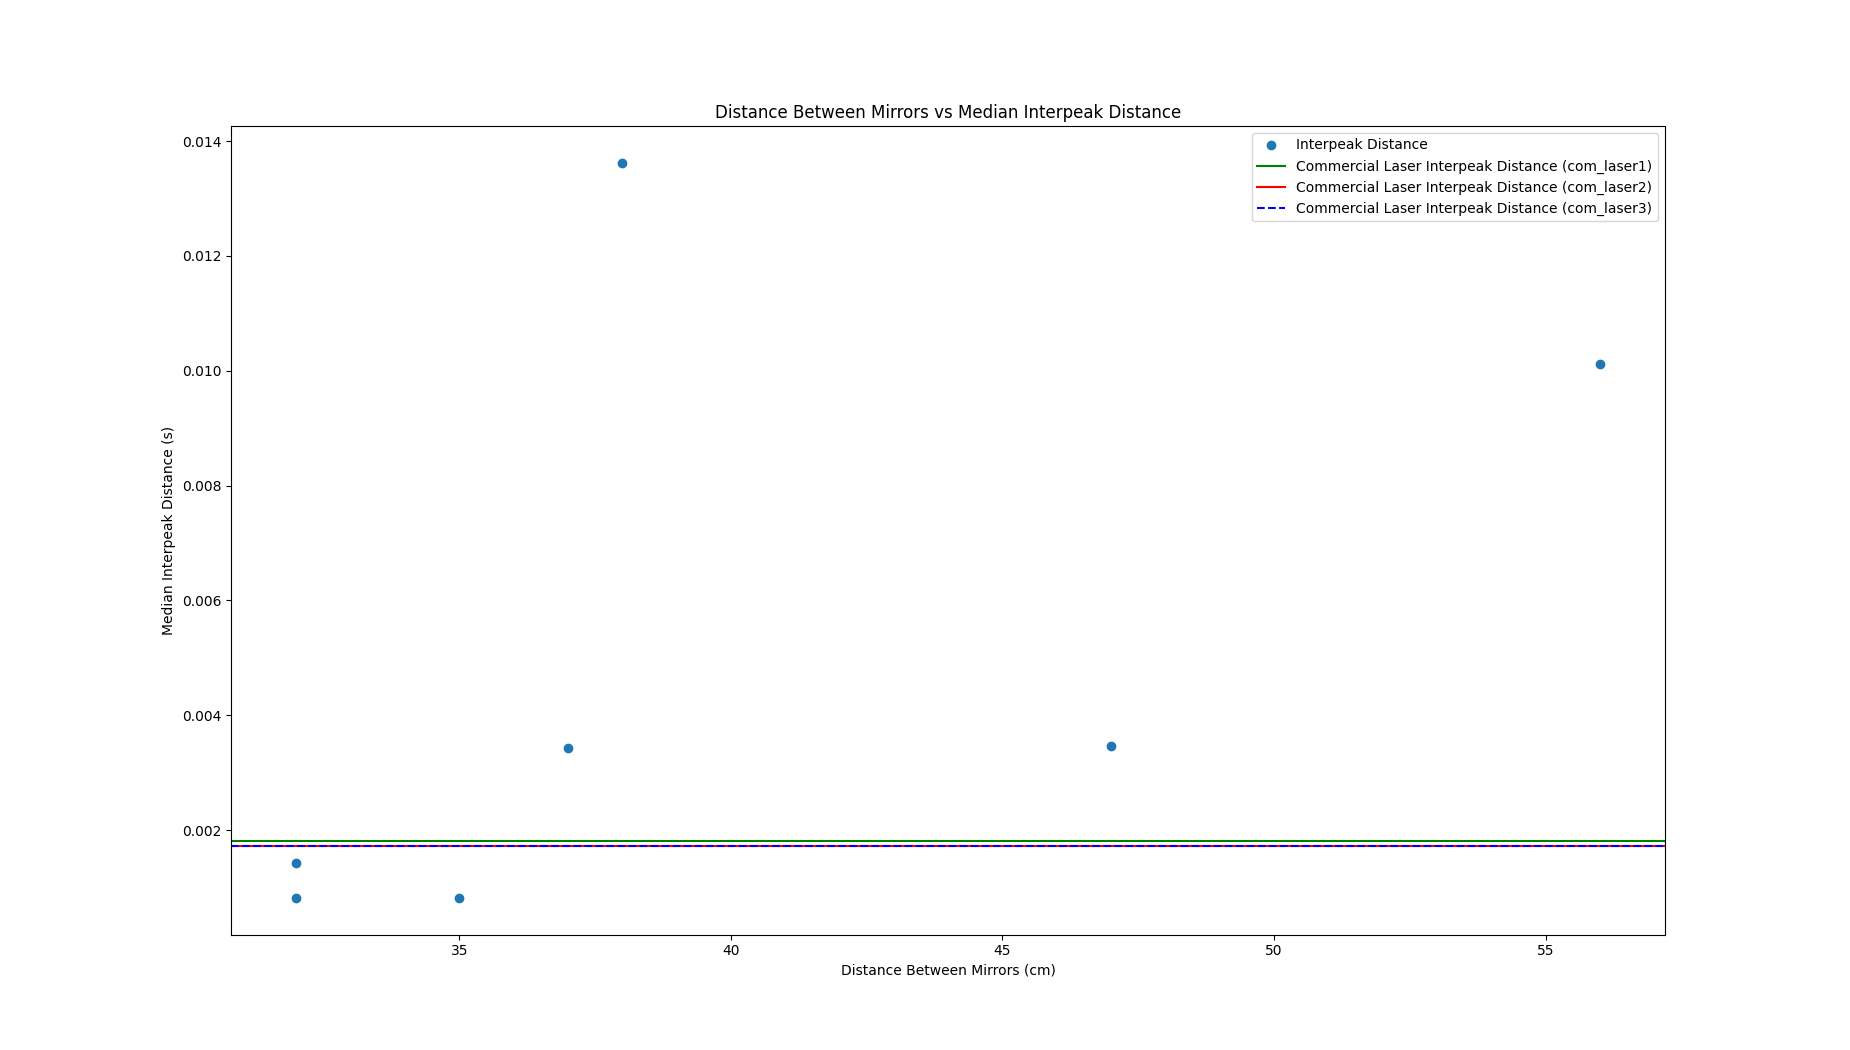 Distance Between Mirrors vs Median Interpeak Distance
Interpeak Distance
Commercial Laser Interpeak Distance (com_laser1)
Commercial Laser Interpeak Distance (com_laser2)
Commercial Laser Interpeak Distance (com_laser3)
0.014
0.012
0.010
0.008
0.006
0.004
0.002
Median Interpeak Distance (s)
35
40
45
50
55
Distance Between Mirrors (cm)